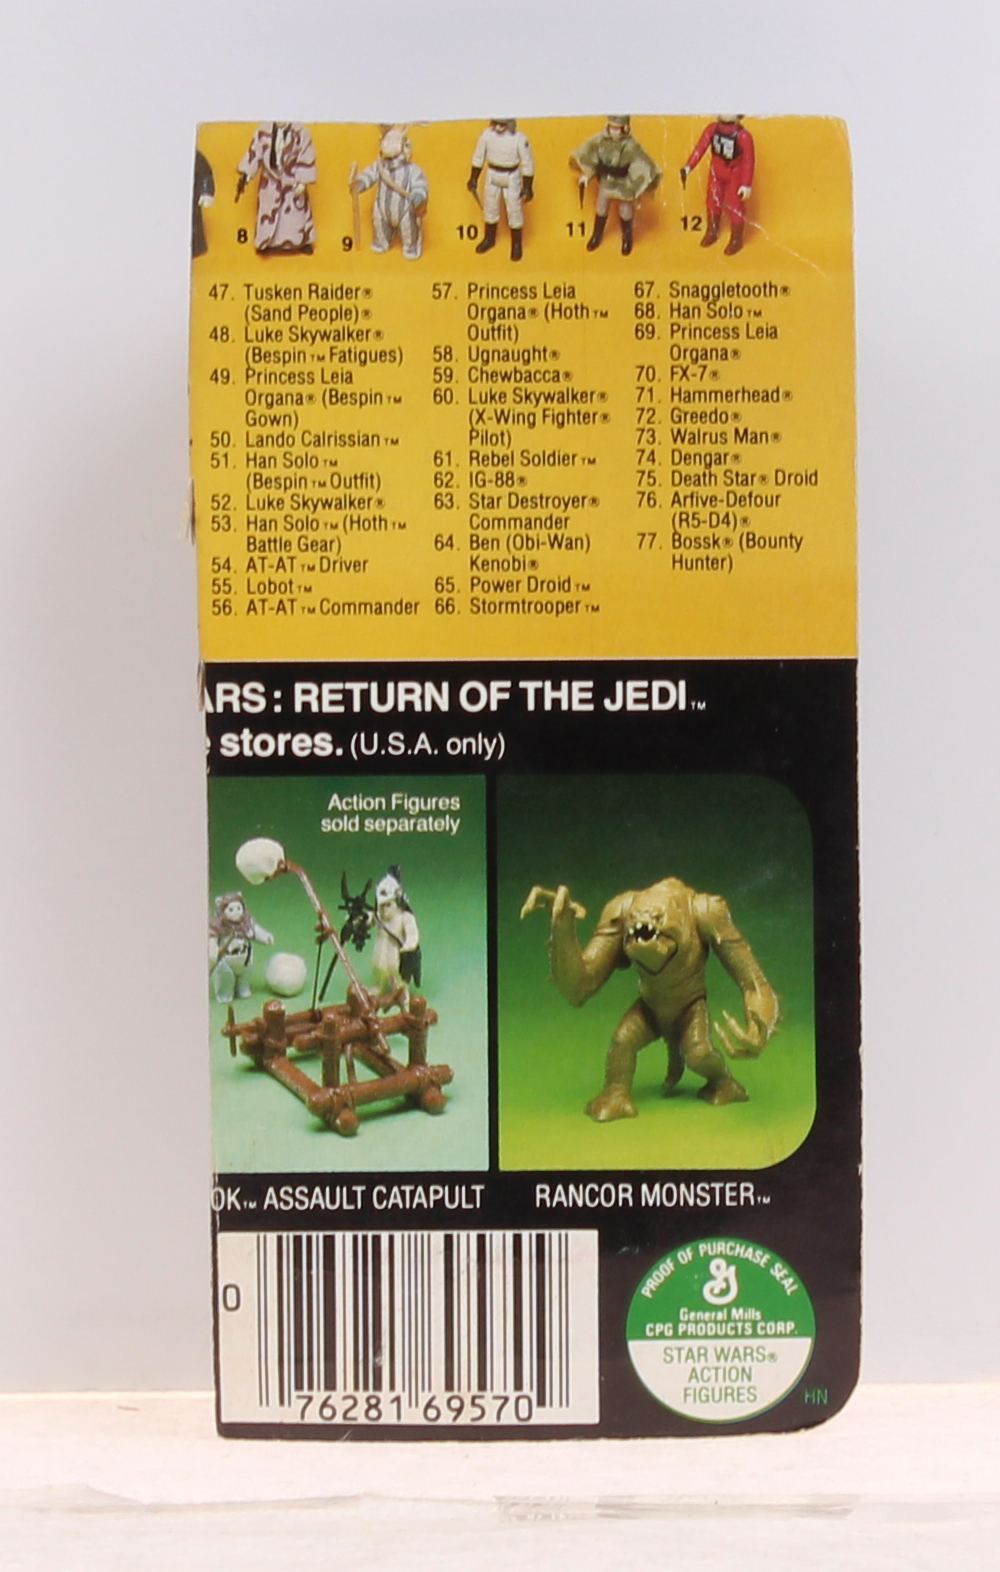 8
9
10
11
12
47. Tusken Raider®
(Sand People)®
48. Luke Skywalker®
(Bespin™ Fatigues)
49. Princess Leia
Organa® (Bespin™
Gown)
50. Lando Calrissian™
51. Han Solo™
(Bespin™ Outfit)
52. Luke Skywalker®
53. Han Solo™ (Hoth™
Battle Gear)
54. AT-AT™ Driver
55. Lobot™
56. AT-AT™ Commander
57. Princess Leia
Organa® (Hoth™
Outfit)
58. Ugnaught®
59. Chewbacca®
60. Luke Skywalker®
(X-Wing Fighter®
Pilot)
61. Rebel Soldier™
62. IG-88®
63. Star Destroyer®
Commander
64. Ben (Obi-Wan)
Kenobi®
65. Power Droid™
66. Stormtrooper™
67. Snaggletooth®
68. Han Solo™
69. Princess Leia
Organa®
70. FX-7®
71. Hammerhead®
72. Greedo®
73. Walrus Man®
74. Dengar®
75. Death Star® Droid
76. Arfive-Defour
(R5-D4)®
77. Bossk® (Bounty
Hunter)
ARS: RETURN OF THE JEDI™
stores. (U.S.A. only)
Action Figures
sold separately
OK™ ASSAULT CATAPULT
RANCOR MONSTER™
0
76281 69570
PROOF OF PURCHASE SEAL
General Mills
CPG PRODUCTS CORP.
STAR WARS®
ACTION
FIGURES
HN